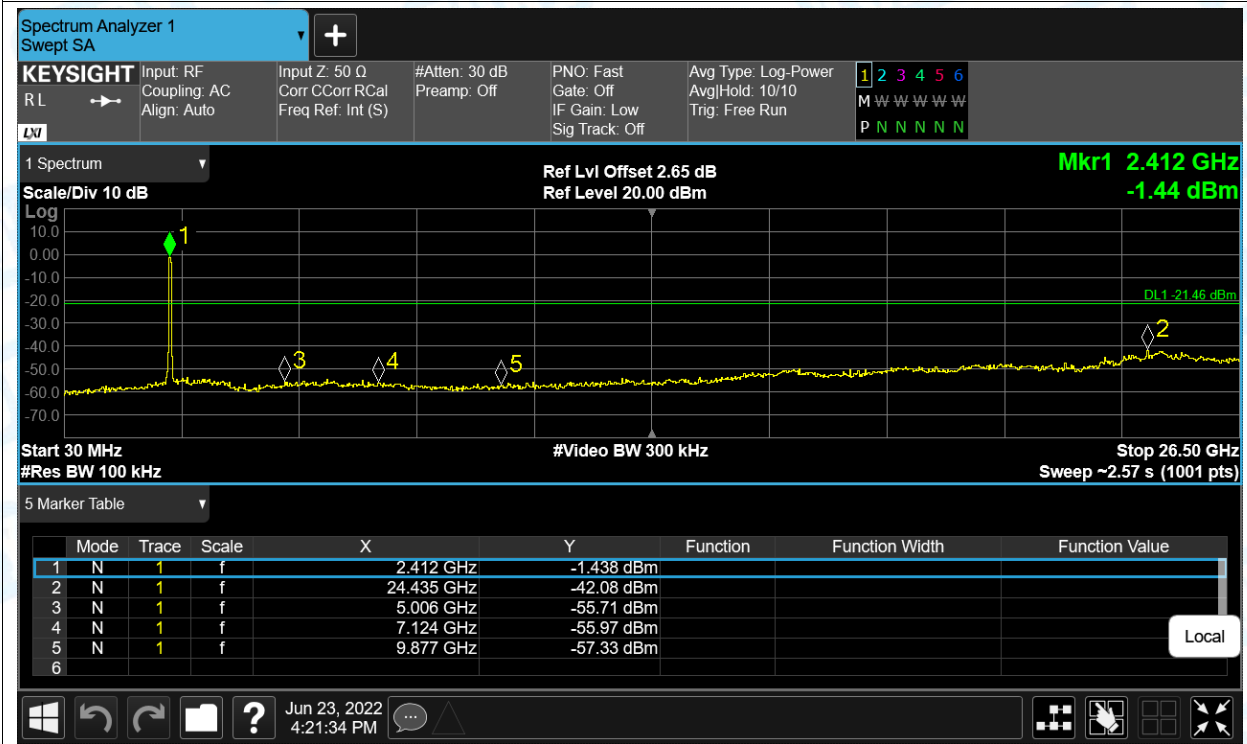 Spectrum Analyzer 1
Swept SA
KEYSIGHT
R L
LXI
Input: RF
Coupling: AC
Align: Auto
Input Z: 50 Ω
Corr CCorr RCal
Freq Ref: Int (S)
#Atten: 30 dB
Preamp: Off
PNO: Fast
Gate: Off
IF Gain: Low
Sig Track: Off
Avg Type: Log-Power
Avg|Hold: 10/10
Trig: Free Run
1 2 3 4 5 6
M W W W W W
P N N N N N
1 Spectrum
Scale/Div 10 dB
Ref Lvl Offset 2.65 dB
Ref Level 20.00 dBm
Mkr1 2.412 GHz
-1.44 dBm
Log
10.0
0.00
-10.0
-20.0
-30.0
-40.0
-50.0
-60.0
-70.0
1
DL1 -21.46 dBm
2
3
4
5
Start 30 MHz
#Res BW 100 kHz
#Video BW 300 kHz
Stop 26.50 GHz
Sweep ~2.57 s (1001 pts)
5 Marker Table
Mode Trace Scale X Y Function Function Width Function Value
1 N 1 f 2.412 GHz -1.438 dBm
2 N 1 f 24.435 GHz -42.08 dBm
3 N 1 f 5.006 GHz -55.71 dBm
4 N 1 f 7.124 GHz -55.97 dBm
5 N 1 f 9.877 GHz -57.33 dBm
6
Local
?
Jun 23, 2022
4:21:34 PM